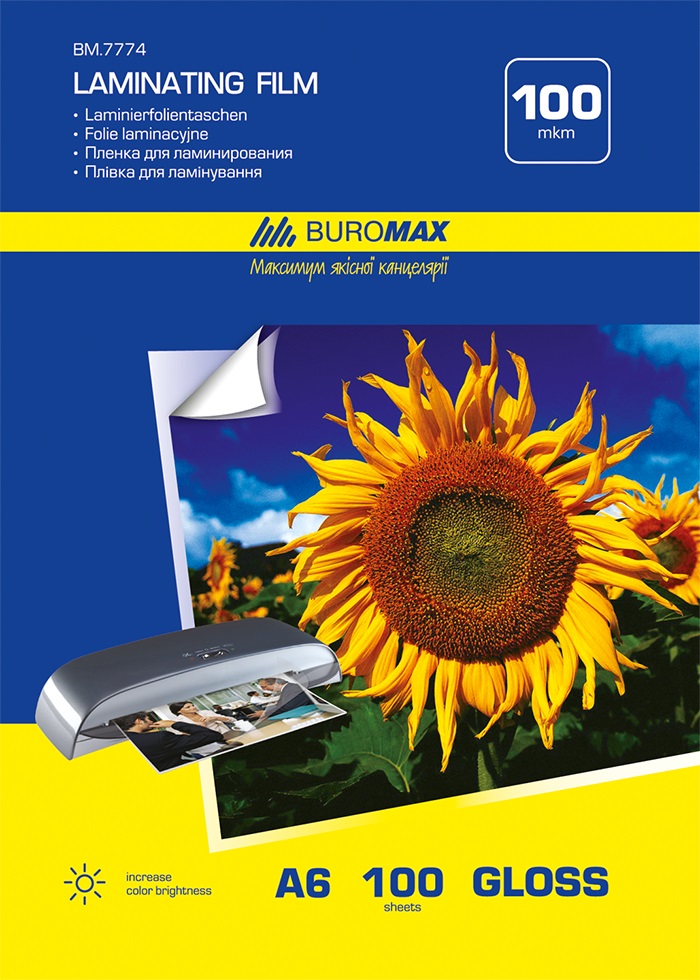 BM.7774
LAMINATING FILM
• Laminierfolientaschen
• Folie laminacyjne
• Пленка для ламинирования
• Плівка для ламінування
100
mkm
BUROMAX
Максимум якісної канцелярії
increase
color brightness
A6 100 GLOSS
sheets